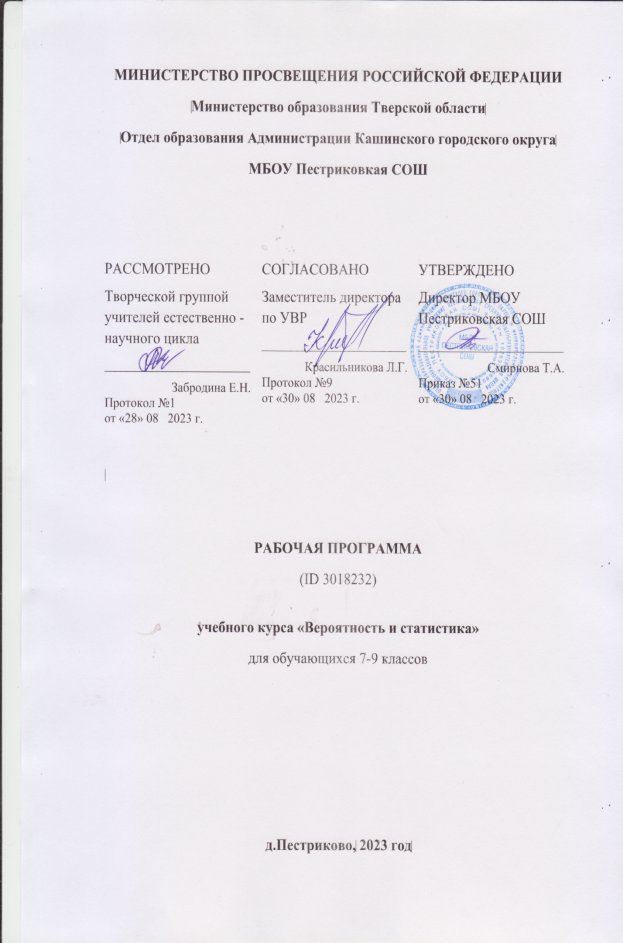 МИНИСТЕРСТВО ПРОСВЕЩЕНИЯ РОССИЙСКОЙ ФЕДЕРАЦИИ
Министерство образования Тверской области
Отдел образования Администрации Кашинского городского округа
МБОУ Пестриковкая СОШ
РАССМОТРЕНО
Творческой группой
учителей естественно -
научного цикла
Забродина Е.Н.
Протокол №1
от «28» 08 2023 г.
СОГЛАСОВАНО
Заместитель директора
по УВР
Красильникова Л.Г.
Протокол №9
от «30» 08 2023 г.
УТВЕРЖДЕНО
Директор МБОУ
Пестриковская СОШ
Смирнова Т.А.
Приказ №51
от «30» 08 2023 г.
РАБОЧАЯ ПРОГРАММА
(ID 3018232)
учебного курса «Вероятность и статистика»
для обучающихся 7-9 классов
д.Пестриково, 2023 год